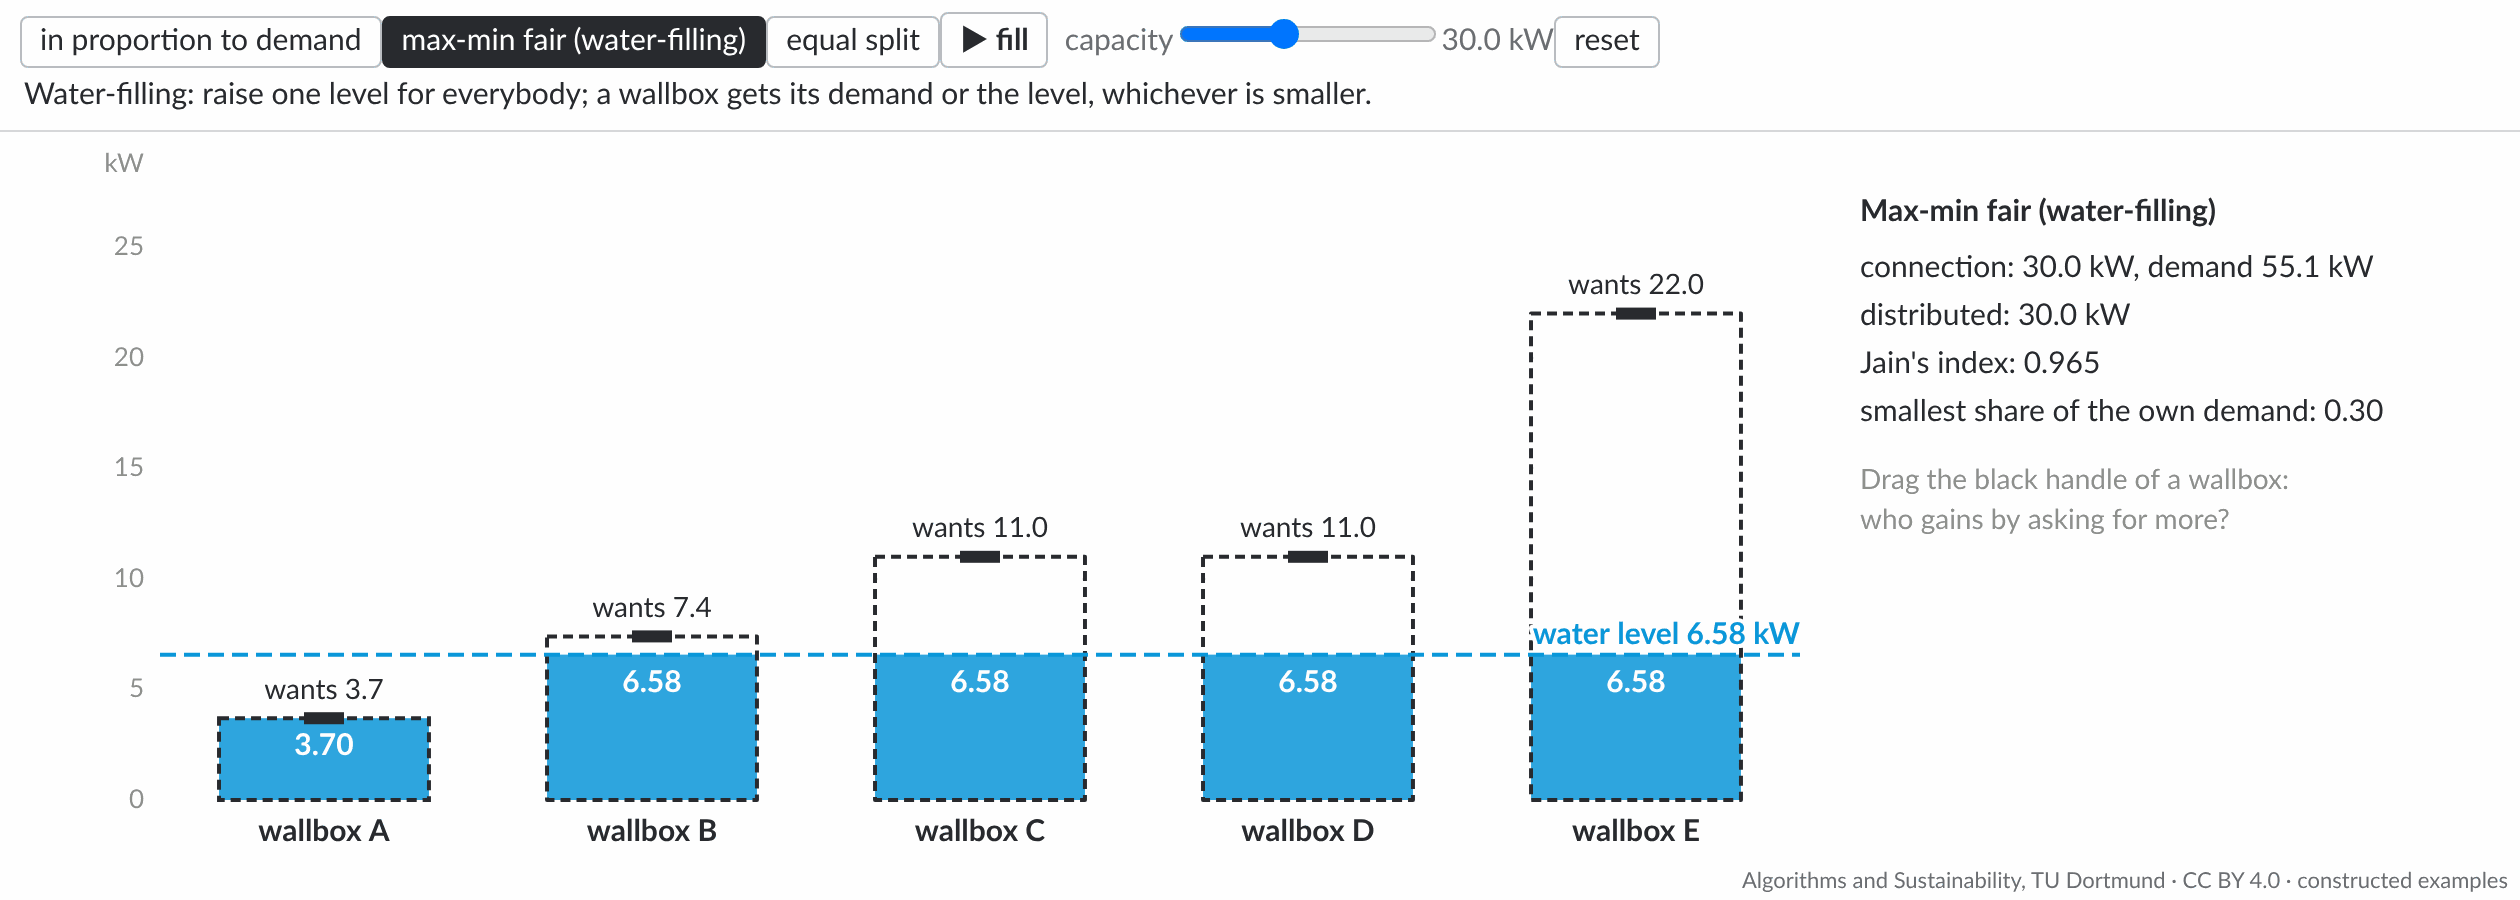 in proportion to demand max-min fair (water-filling) equal split ▶ fill capacity 30.0 kW reset
Water-filling: raise one level for everybody; a wallbox gets its demand or the level, whichever is smaller.
kW
25
20
15
10
5
0
wants 3.7
3.70
wallbox A
wants 7.4
6.58
wallbox B
wants 11.0
6.58
wallbox C
wants 11.0
6.58
wallbox D
wants 22.0
water level 6.58 kW
6.58
wallbox E
Max-min fair (water-filling)
connection: 30.0 kW, demand 55.1 kW
distributed: 30.0 kW
Jain's index: 0.965
smallest share of the own demand: 0.30
Drag the black handle of a wallbox:
who gains by asking for more?
Algorithms and Sustainability, TU Dortmund · CC BY 4.0 · constructed examples